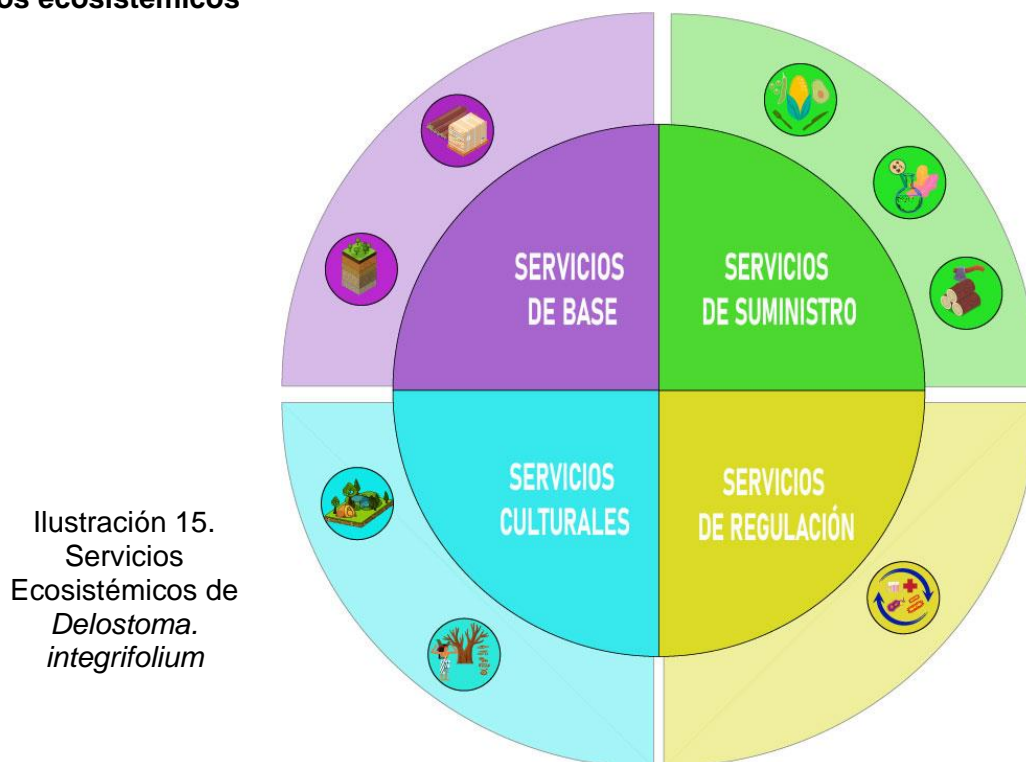 os ecosistémicos
SERVICIOS
DE BASE
SERVICIOS
DE SUMINISTRO
SERVICIOS
CULTURALES
SERVICIOS
DE REGULACIÓN
Ilustración 15.
Servicios
Ecosistémicos de
Delostoma.
integrifolium